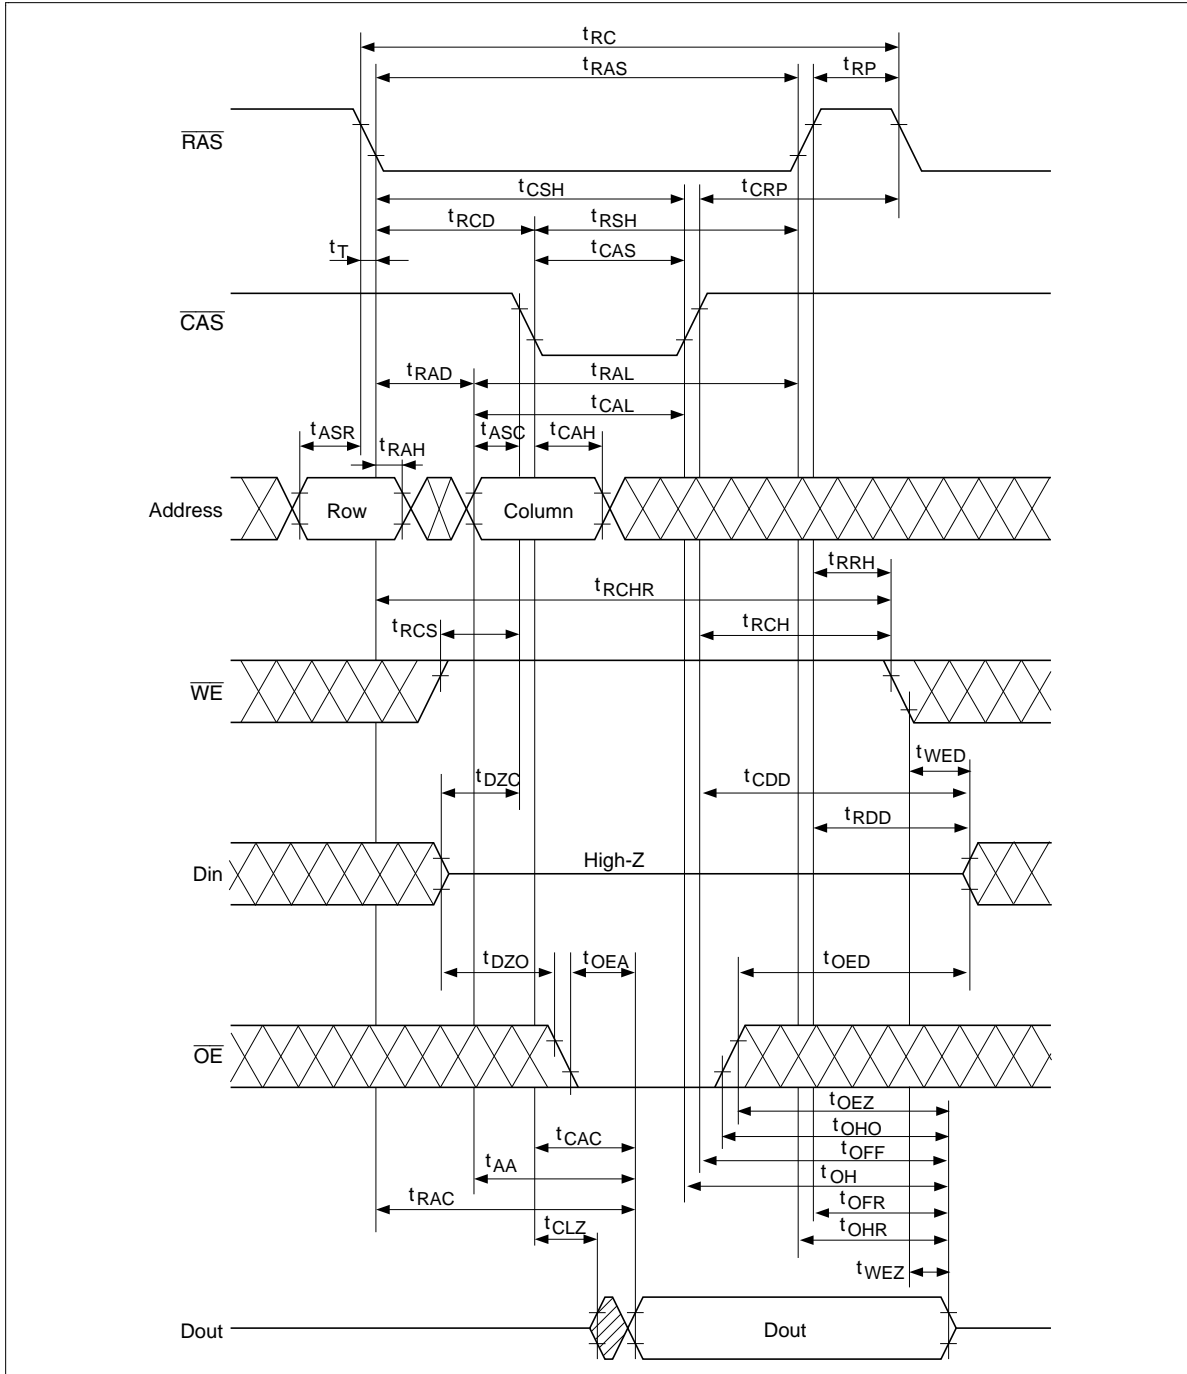 tRC
tRAS
tRP
RAS
tCSH
tCRP
tRCD
tRSH
tT
tCAS
CAS
tRAD
tRAL
tCAL
tASR
tASC
tCAH
tRAH
Address
Row
Column
tRRH
tRCHR
tRCS
tRCH
WE
tWED
tDZC
tCDD
tRDD
High-Z
Din
tDZO
tOEA
tOED
OE
tOEZ
tOHO
tCAC
tOFF
tAA
tOH
tRAC
tOFR
tCLZ
tOHR
tWEZ
Dout
Dout